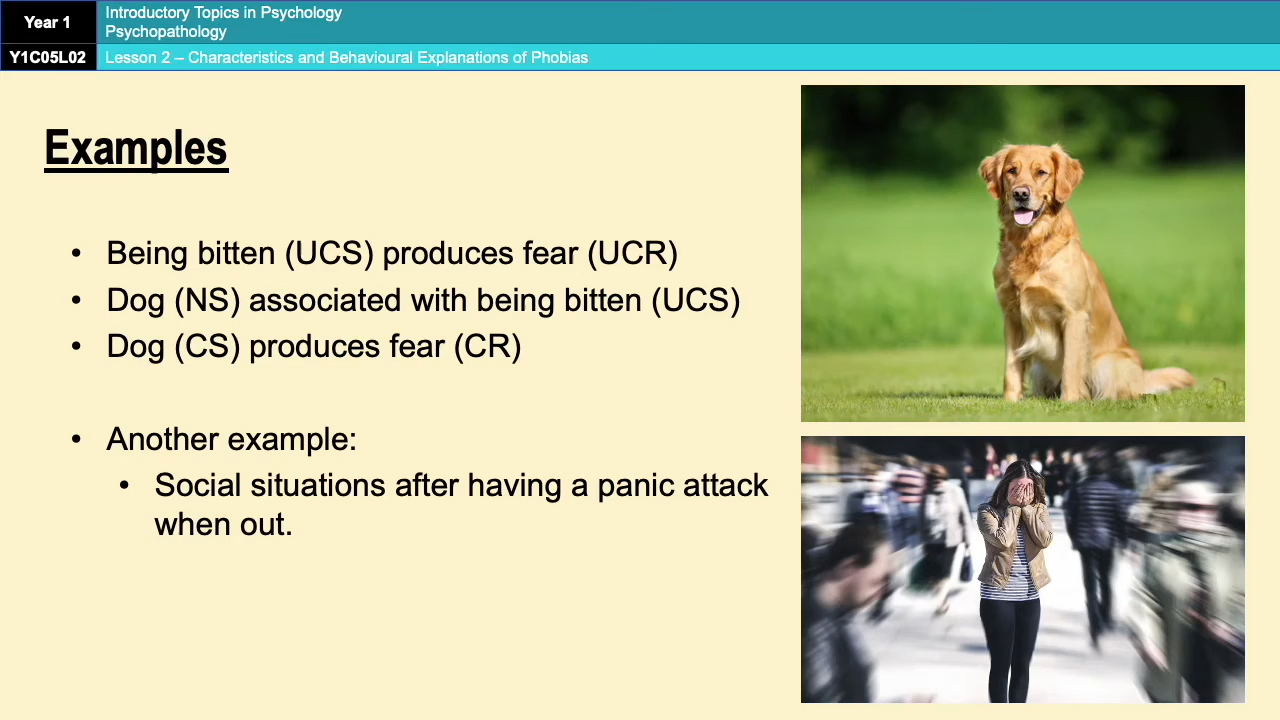 Year 1
Introductory Topics in Psychology
Psychopathology
Y1C05L02
Lesson 2 – Characteristics and Behavioural Explanations of Phobias
Examples
• Being bitten (UCS) produces fear (UCR)
• Dog (NS) associated with being bitten (UCS)
• Dog (CS) produces fear (CR)
• Another example:
• Social situations after having a panic attack
when out.